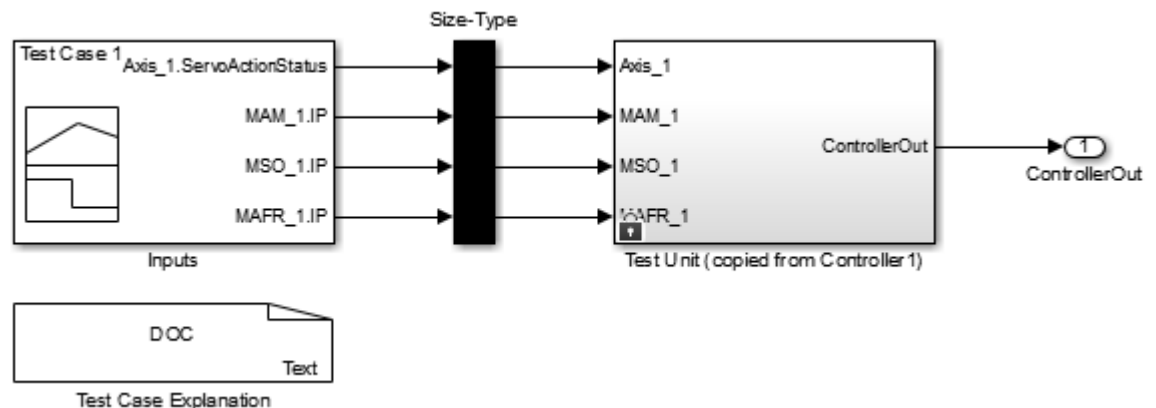 Size-Type
Test Case 1
Axis_1.ServoActionStatus
MAM_1.IP
MSO_1.IP
MAFR_1.IP
Inputs
Axis_1
MAM_1
MSO_1
MAFR_1
ControllerOut
Test Unit (copied from Controller1)
1
ControllerOut
DOC
Text
Test Case Explanation